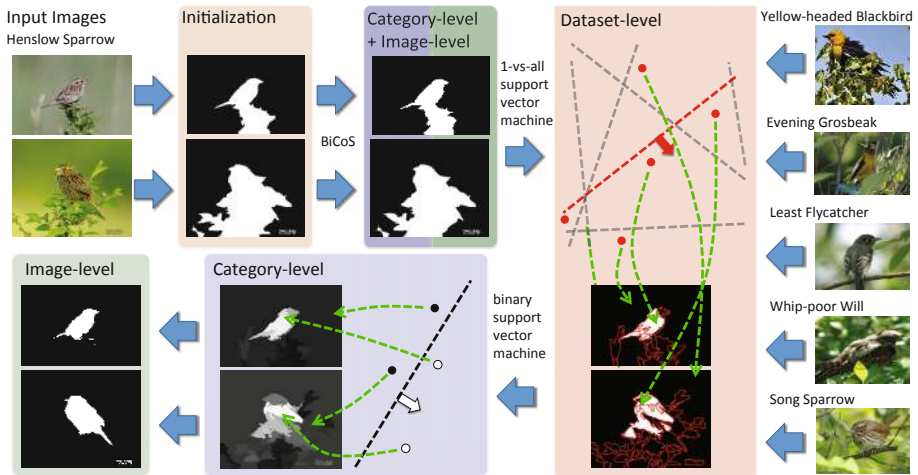 Input Images
Henslow Sparrow
Initialization
Category-level
+ Image-level
Dataset-level
Yellow-headed Blackbird
1-vs-all
support
vector
machine
BiCoS
Evening Grosbeak
Least Flycatcher
Image-level
Category-level
binary
support
vector
machine
Whip-poor Will
Song Sparrow